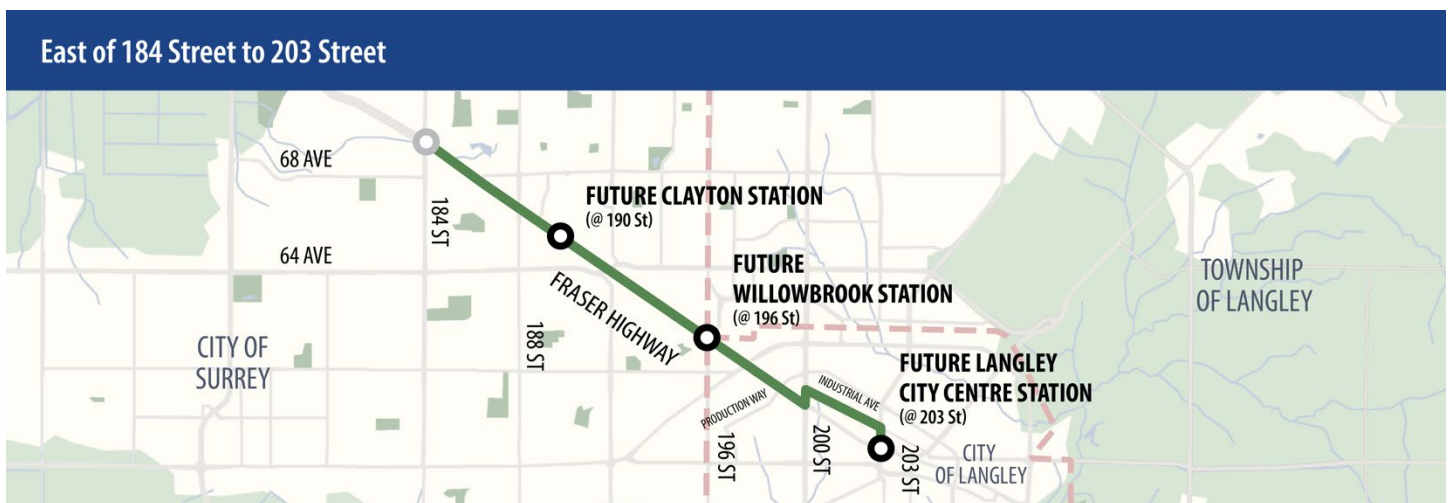 East of 184 Street to 203 Street
68 AVE
184 ST
FUTURE CLAYTON STATION
(@ 190 St)
64 AVE
FUTURE
WILLOWBROOK STATION
(@ 196 St)
TOWNSHIP
OF LANGLEY
FRASER HIGHWAY
188 ST
CITY OF
SURREY
FUTURE LANGLEY
CITY CENTRE STATION
(@ 203 St)
PRODUCTION WAY
INDUSTRIAL AVE
196 ST
200 ST
203 ST
CITY
OF LANGLEY